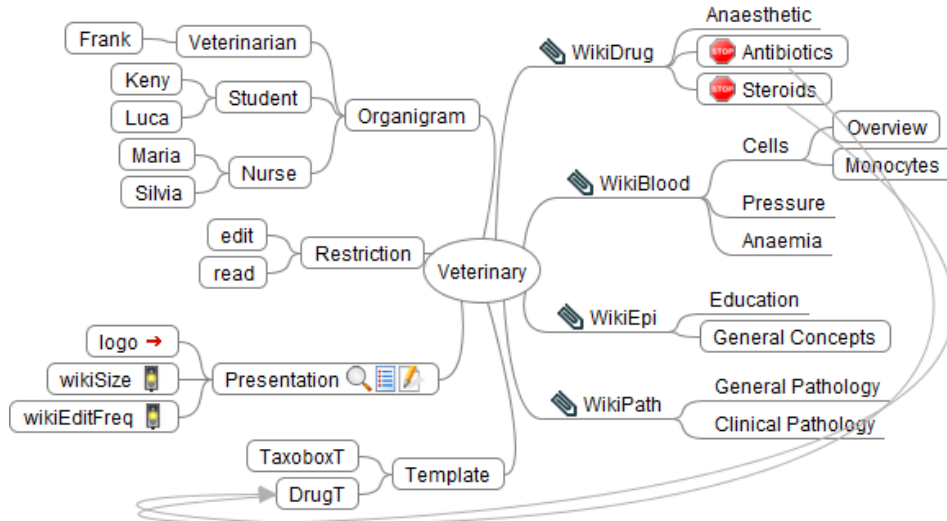 Frank
Veterinarian
Keny
Student
Luca
Organigram
Maria
Nurse
Silvia
edit
Restriction
read
Veterinary
logo
wikiSize
Presentation
wikiEditFreq
TaxoboxT
Template
DrugT
WikiDrug
Anaesthetic
STOP Antibiotics
STOP Steroids
WikiBlood
Cells
Overview
Monocytes
Pressure
Anaemia
WikiEpi
Education
General Concepts
WikiPath
General Pathology
Clinical Pathology